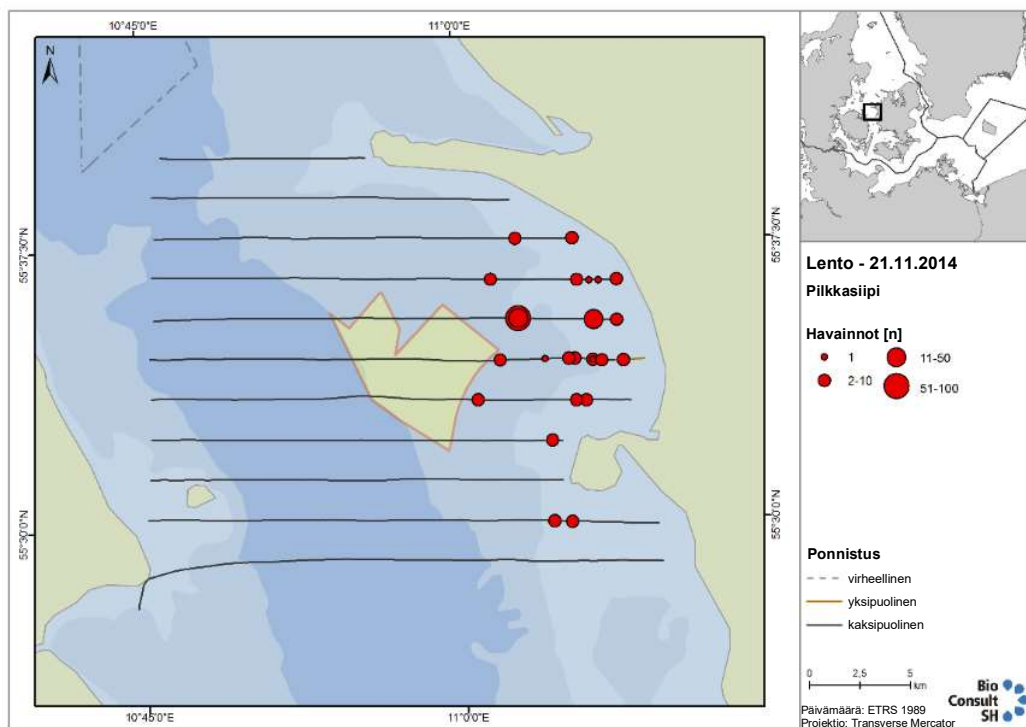 10°45'0"E
11°0'0"E
N
55°37'30"N
55°37'30"N
55°30'0"N
55°30'0"N
10°45'0"E
11°0'0"E
Lento - 21.11.2014
Pilkkasiipi
Havainnot [n]
1
11-50
2-10
51-100
Ponnistus
virheellinen
yksipuolinen
kaksipuolinen
0 2,5 5
km
Bio
Consult
SH
Päivämäärä: ETRS 1989
Projektio: Transverse Mercator